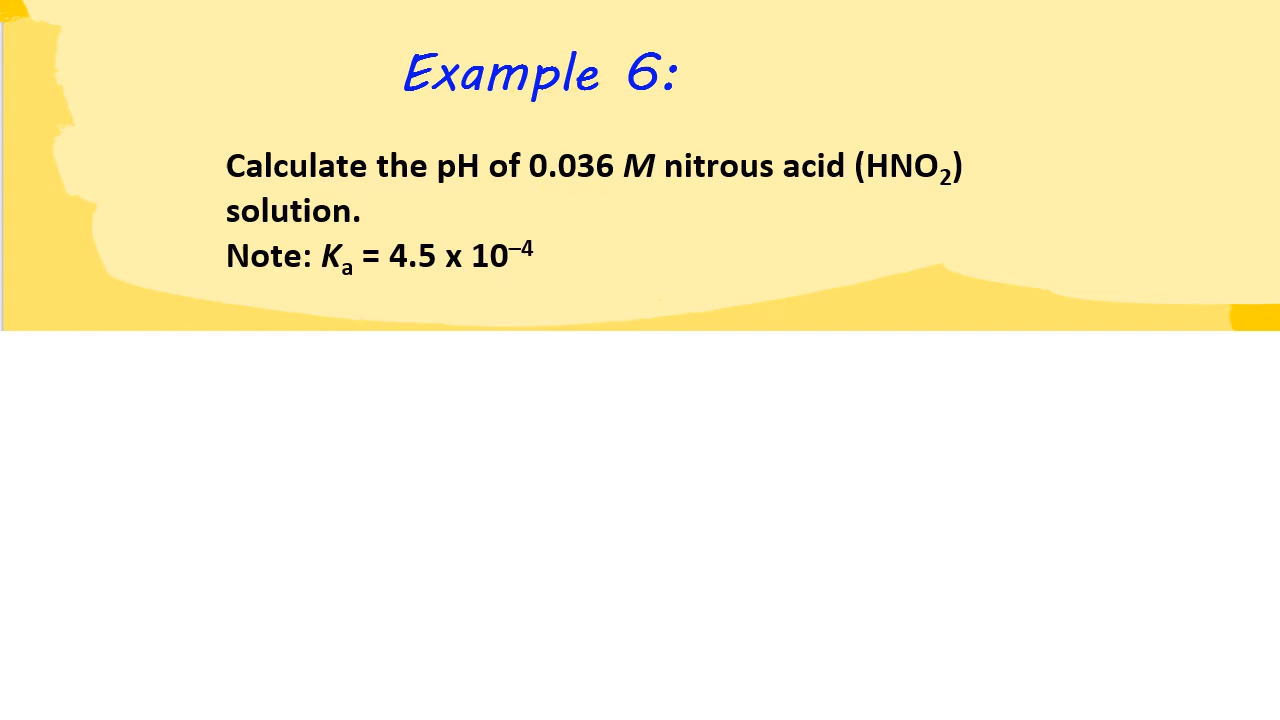 Example 6:
Calculate the pH of 0.036 M nitrous acid (HNO₂)
solution.
Note: Kₐ = 4.5 x 10⁻⁴